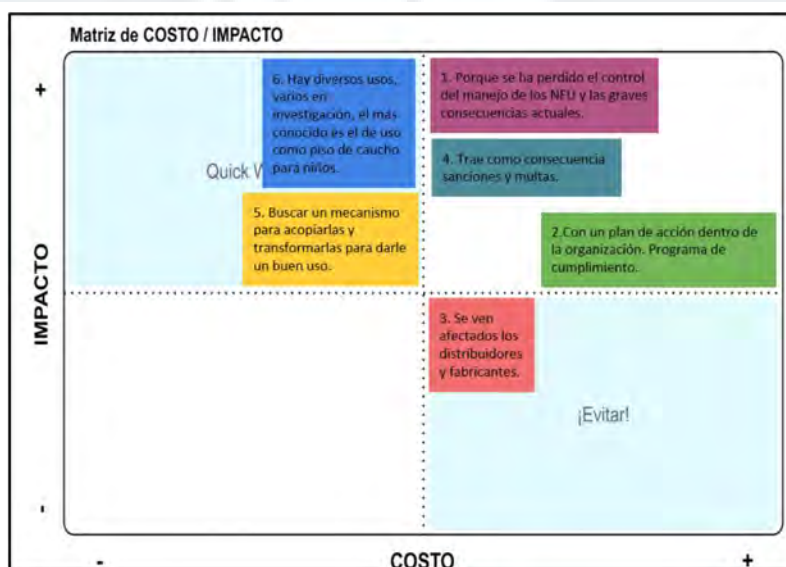 Matriz de COSTO / IMPACTO
+
6. Hay diversos usos,
varios en
investigación, el más
conocido es el de uso
como piso de caucho
para niños.
Quick W
1. Porque se ha perdido el control
del manejo de los NFU y las graves
consecuencias actuales.
4. Trae como consecuencia
sanciones y multas.
5. Buscar un mecanismo
para acopiarlas y
transformarlas para darle
un buen uso.
2.Con un plan de acción dentro de
la organización. Programa de
cumplimiento.
IMPACTO
3. Se ven
afectados los
distribuidores
y fabricantes.
¡Evitar!
-
-
COSTO
+